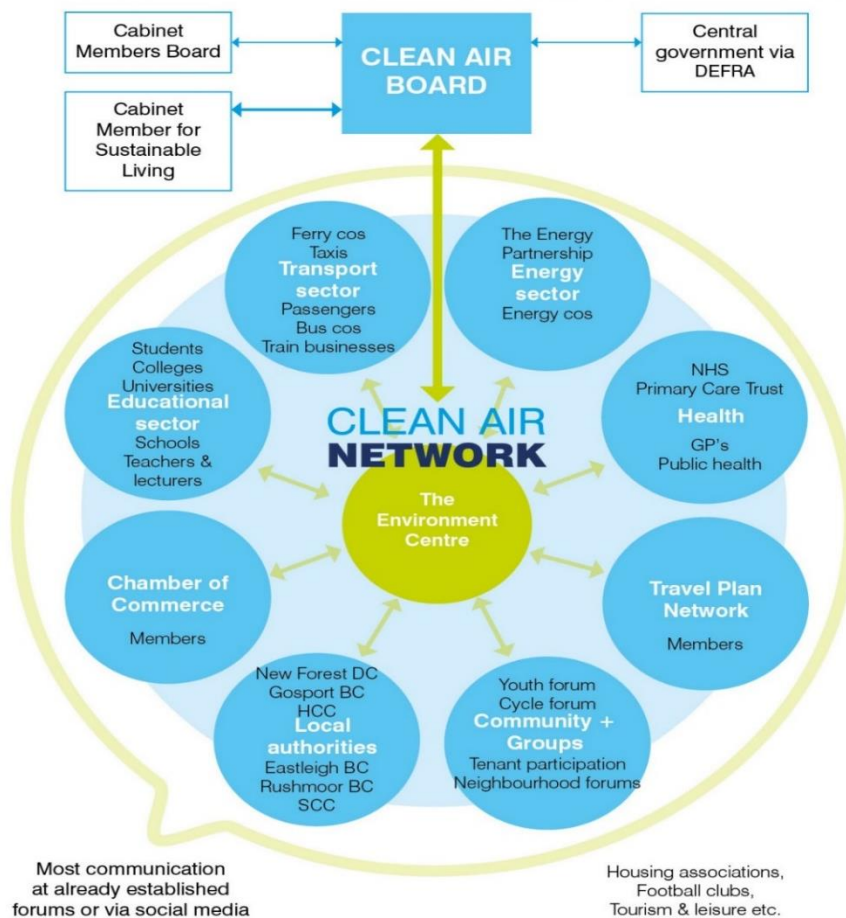 Cabinet
Members Board
CLEAN AIR
BOARD
Central
government via
DEFRA
Cabinet
Member for
Sustainable
Living
Ferry cos
Taxis
Transport
sector
Passengers
Bus cos
Train businesses
The Energy
Partnership
Energy
sector
Energy cos
Students
Colleges
Universities
Educational
sector
Schools
Teachers &
lecturers
NHS
Primary Care Trust
Health
GP's
Public health
CLEAN AIR
NETWORK
The
Environment
Centre
Chamber of
Commerce
Members
Travel Plan
Network
Members
New Forest DC
Gosport BC
HCC
Local
authorities
Eastleigh BC
Rushmoor BC
SCC
Youth forum
Cycle forum
Community +
Groups
Tenant participation
Neighbourhood forums
Most communication
at already established
forums or via social media
Housing associations,
Football clubs,
Tourism & leisure etc.